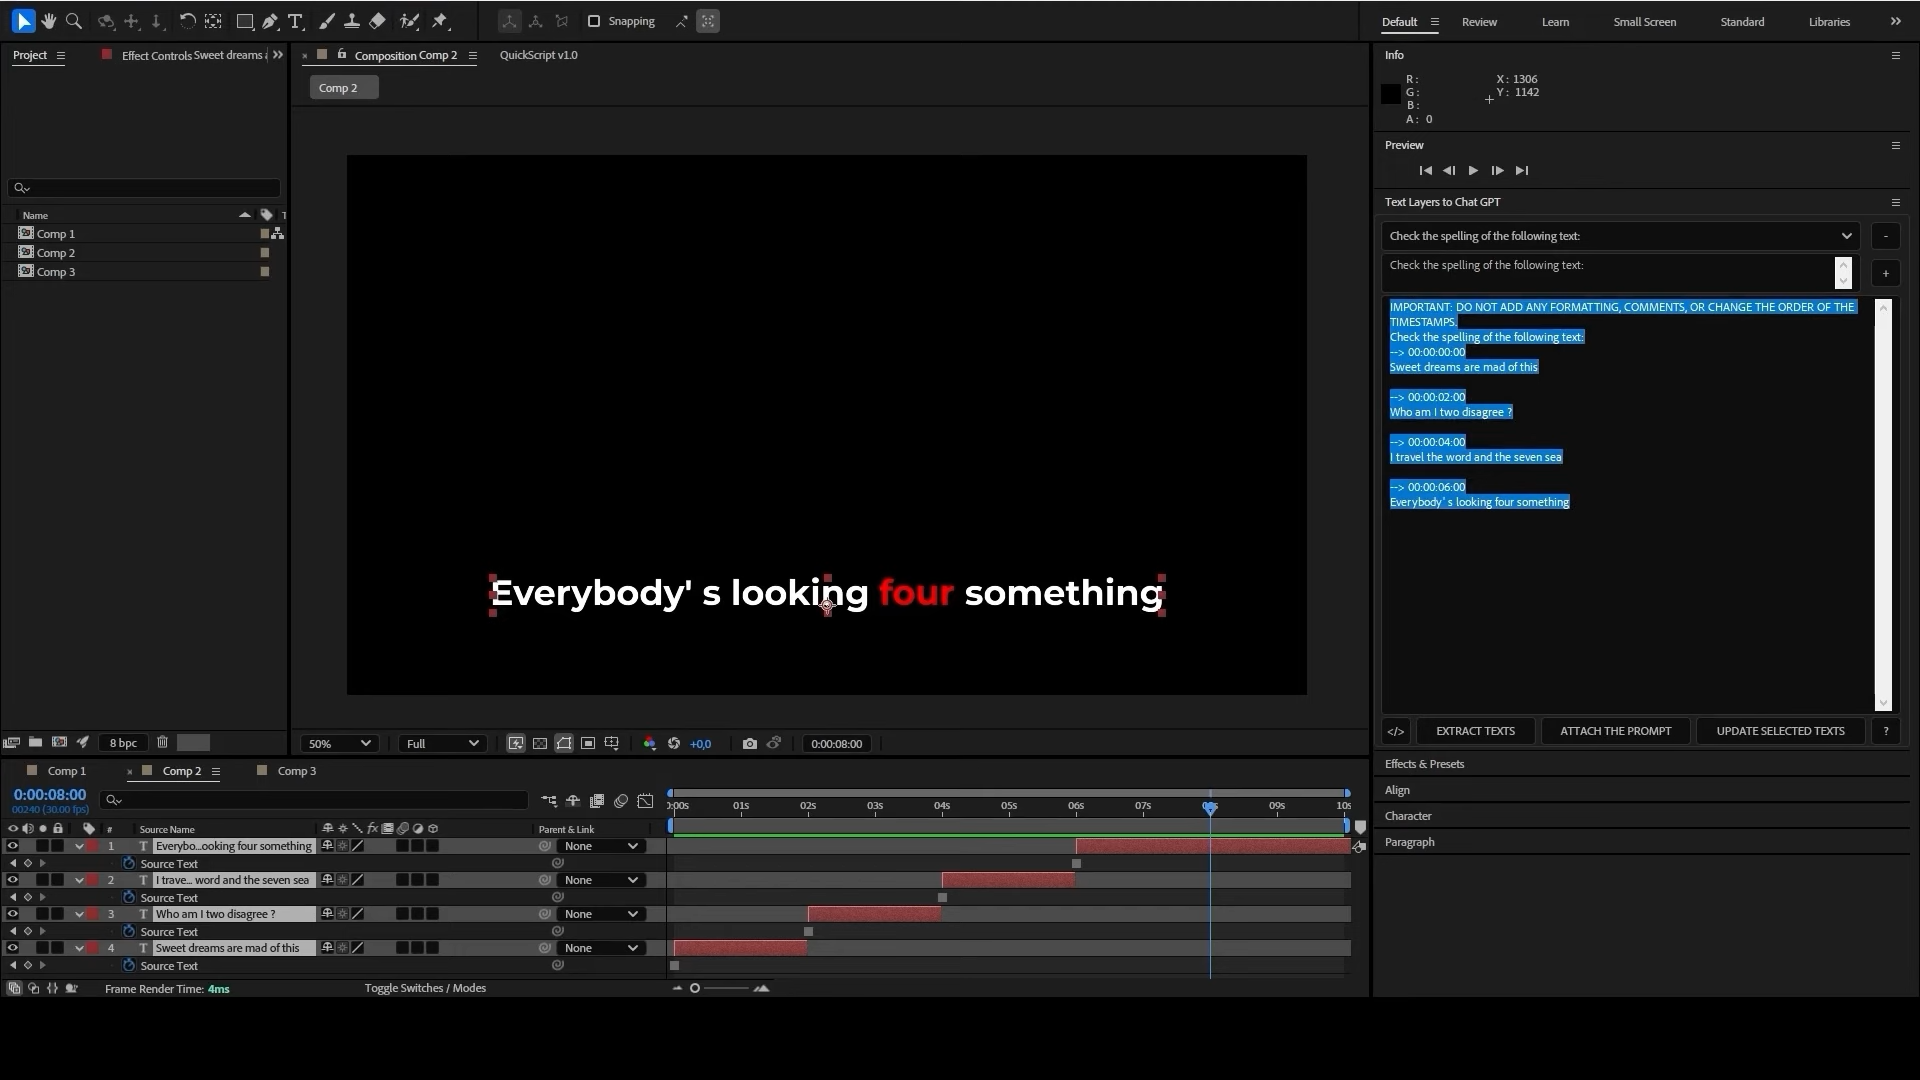 Snapping
Default
Review
Learn
Small Screen
Standard
Libraries
Project
Effect Controls Sweet dreams
Composition Comp 2
QuickScript v1.0
Comp 2
Name
Comp 1
Comp 2
Comp 3
8 bpc
Everybody' s looking four something
50%
Full
+0,0
0:00:08:00
Info
R :
G :
B :
A : 0
X : 1306
Y : 1142
Preview
Text Layers to Chat GPT
Check the spelling of the following text:
-
Check the spelling of the following text:
+
IMPORTANT: DO NOT ADD ANY FORMATTING, COMMENTS, OR CHANGE THE ORDER OF THE
TIMESTAMPS.
Check the spelling of the following text:
--> 00:00:00:00
Sweet dreams are mad of this
--> 00:00:02:00
Who am I two disagree ?
--> 00:00:04:00
I travel the word and the seven sea
--> 00:00:06:00
Everybody' s looking four something
</>
EXTRACT TEXTS
ATTACH THE PROMPT
UPDATE SELECTED TEXTS
?
Effects & Presets
Align
Character
Paragraph
Comp 1
Comp 2
Comp 3
0:00:08:00
00240 (30.00 fps)
0:00s 01s 02s 03s 04s 05s 06s 07s 09s 10s
# Source Name
Parent & Link
1 T Everybo...ooking four something None
Source Text
2 T I trave... word and the seven sea None
Source Text
3 T Who am I two disagree ? None
Source Text
4 T Sweet dreams are mad of this None
Source Text
Frame Render Time: 4ms
Toggle Switches / Modes